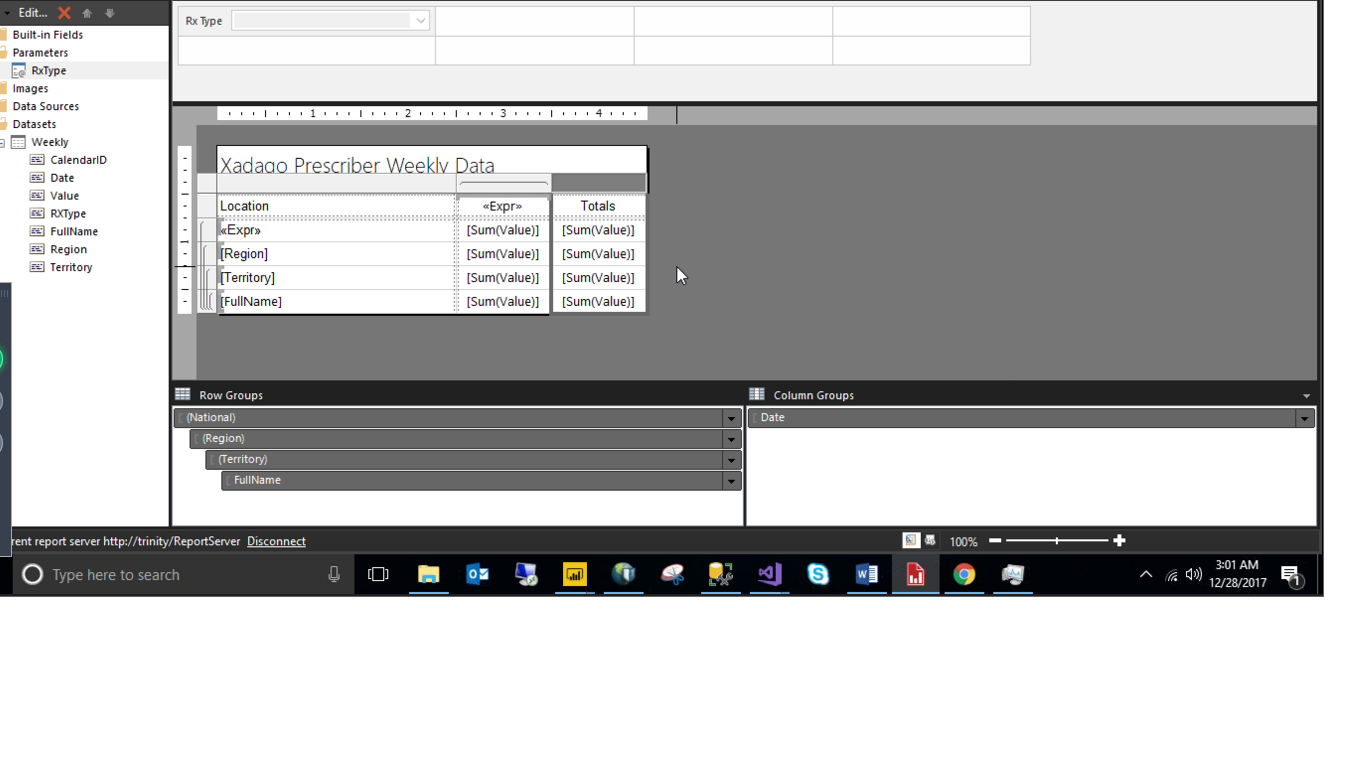 Edit...
Built-in Fields
Parameters
RxType
Images
Data Sources
Datasets
Weekly
CalendarID
Date
Value
RXType
FullName
Region
Territory
Rx Type
1 2 3 4
Xadago Prescriber Weekly Data
Location «Expr» Totals
«Expr» [Sum(Value)] [Sum(Value)]
[Region] [Sum(Value)] [Sum(Value)]
[Territory] [Sum(Value)] [Sum(Value)]
[FullName] [Sum(Value)] [Sum(Value)]
1
Row Groups
(National)
(Region)
(Territory)
FullName
Column Groups
Date
rent report server http://trinity/ReportServer Disconnect
100%
Type here to search
3:01 AM
12/28/2017
1